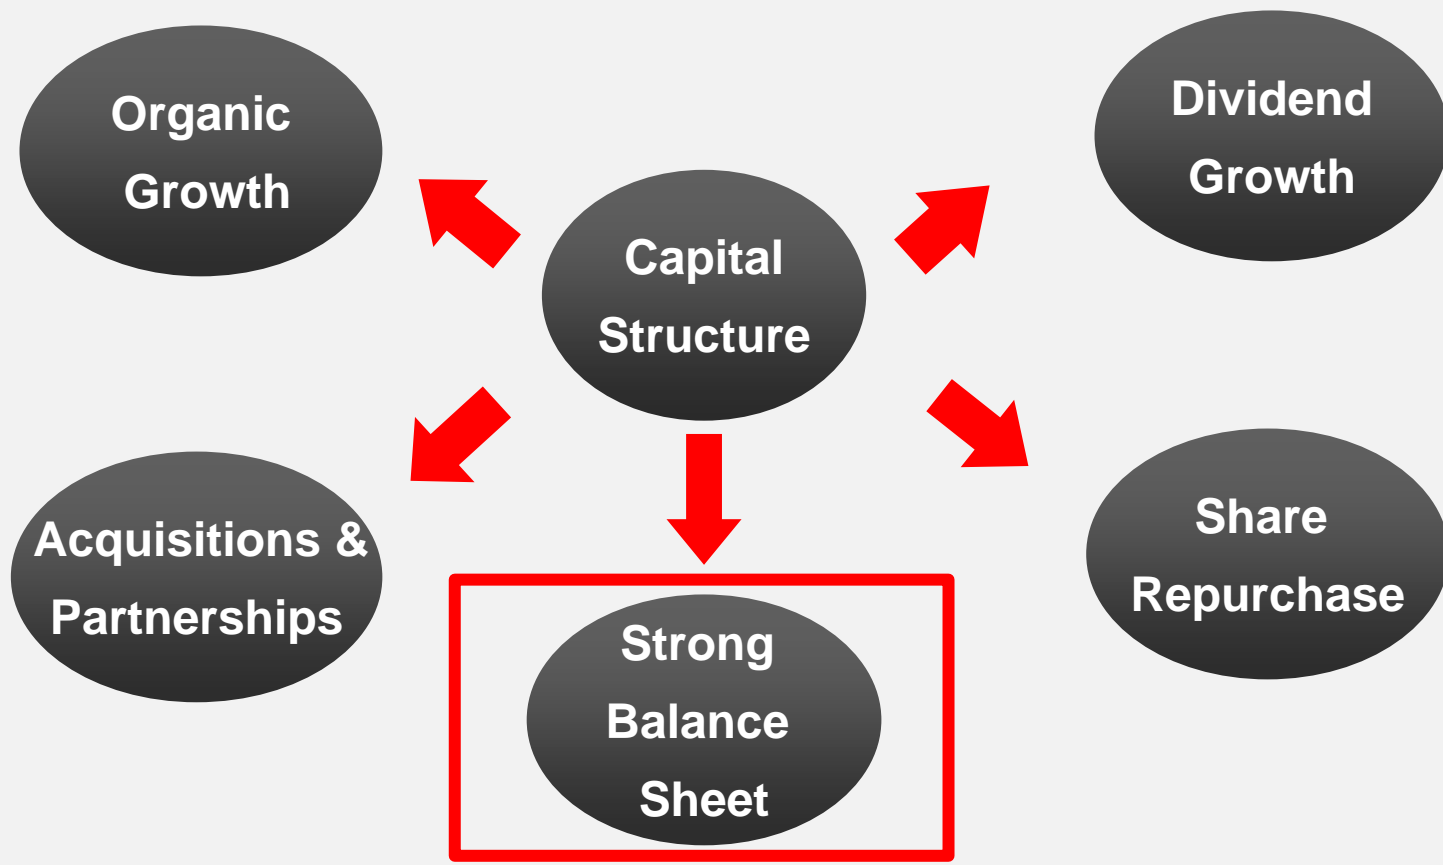 Organic
Growth
Dividend
Growth
Capital
Structure
Acquisitions &
Partnerships
Share
Repurchase
Strong
Balance
Sheet